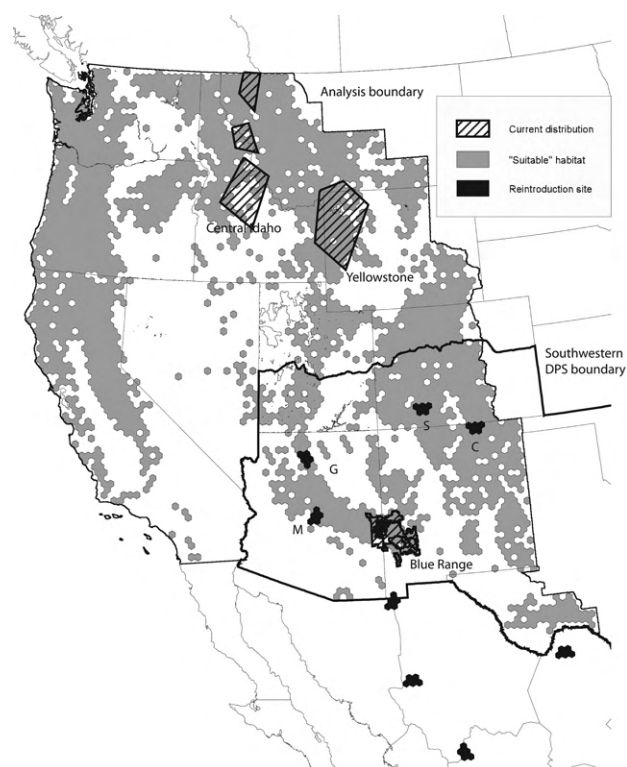 Analysis boundary
Current distribution
"Suitable" habitat
Reintroduction site
Central Idaho
Yellowstone
Southwestern
DPS boundary
S
C
G
M
Blue Range